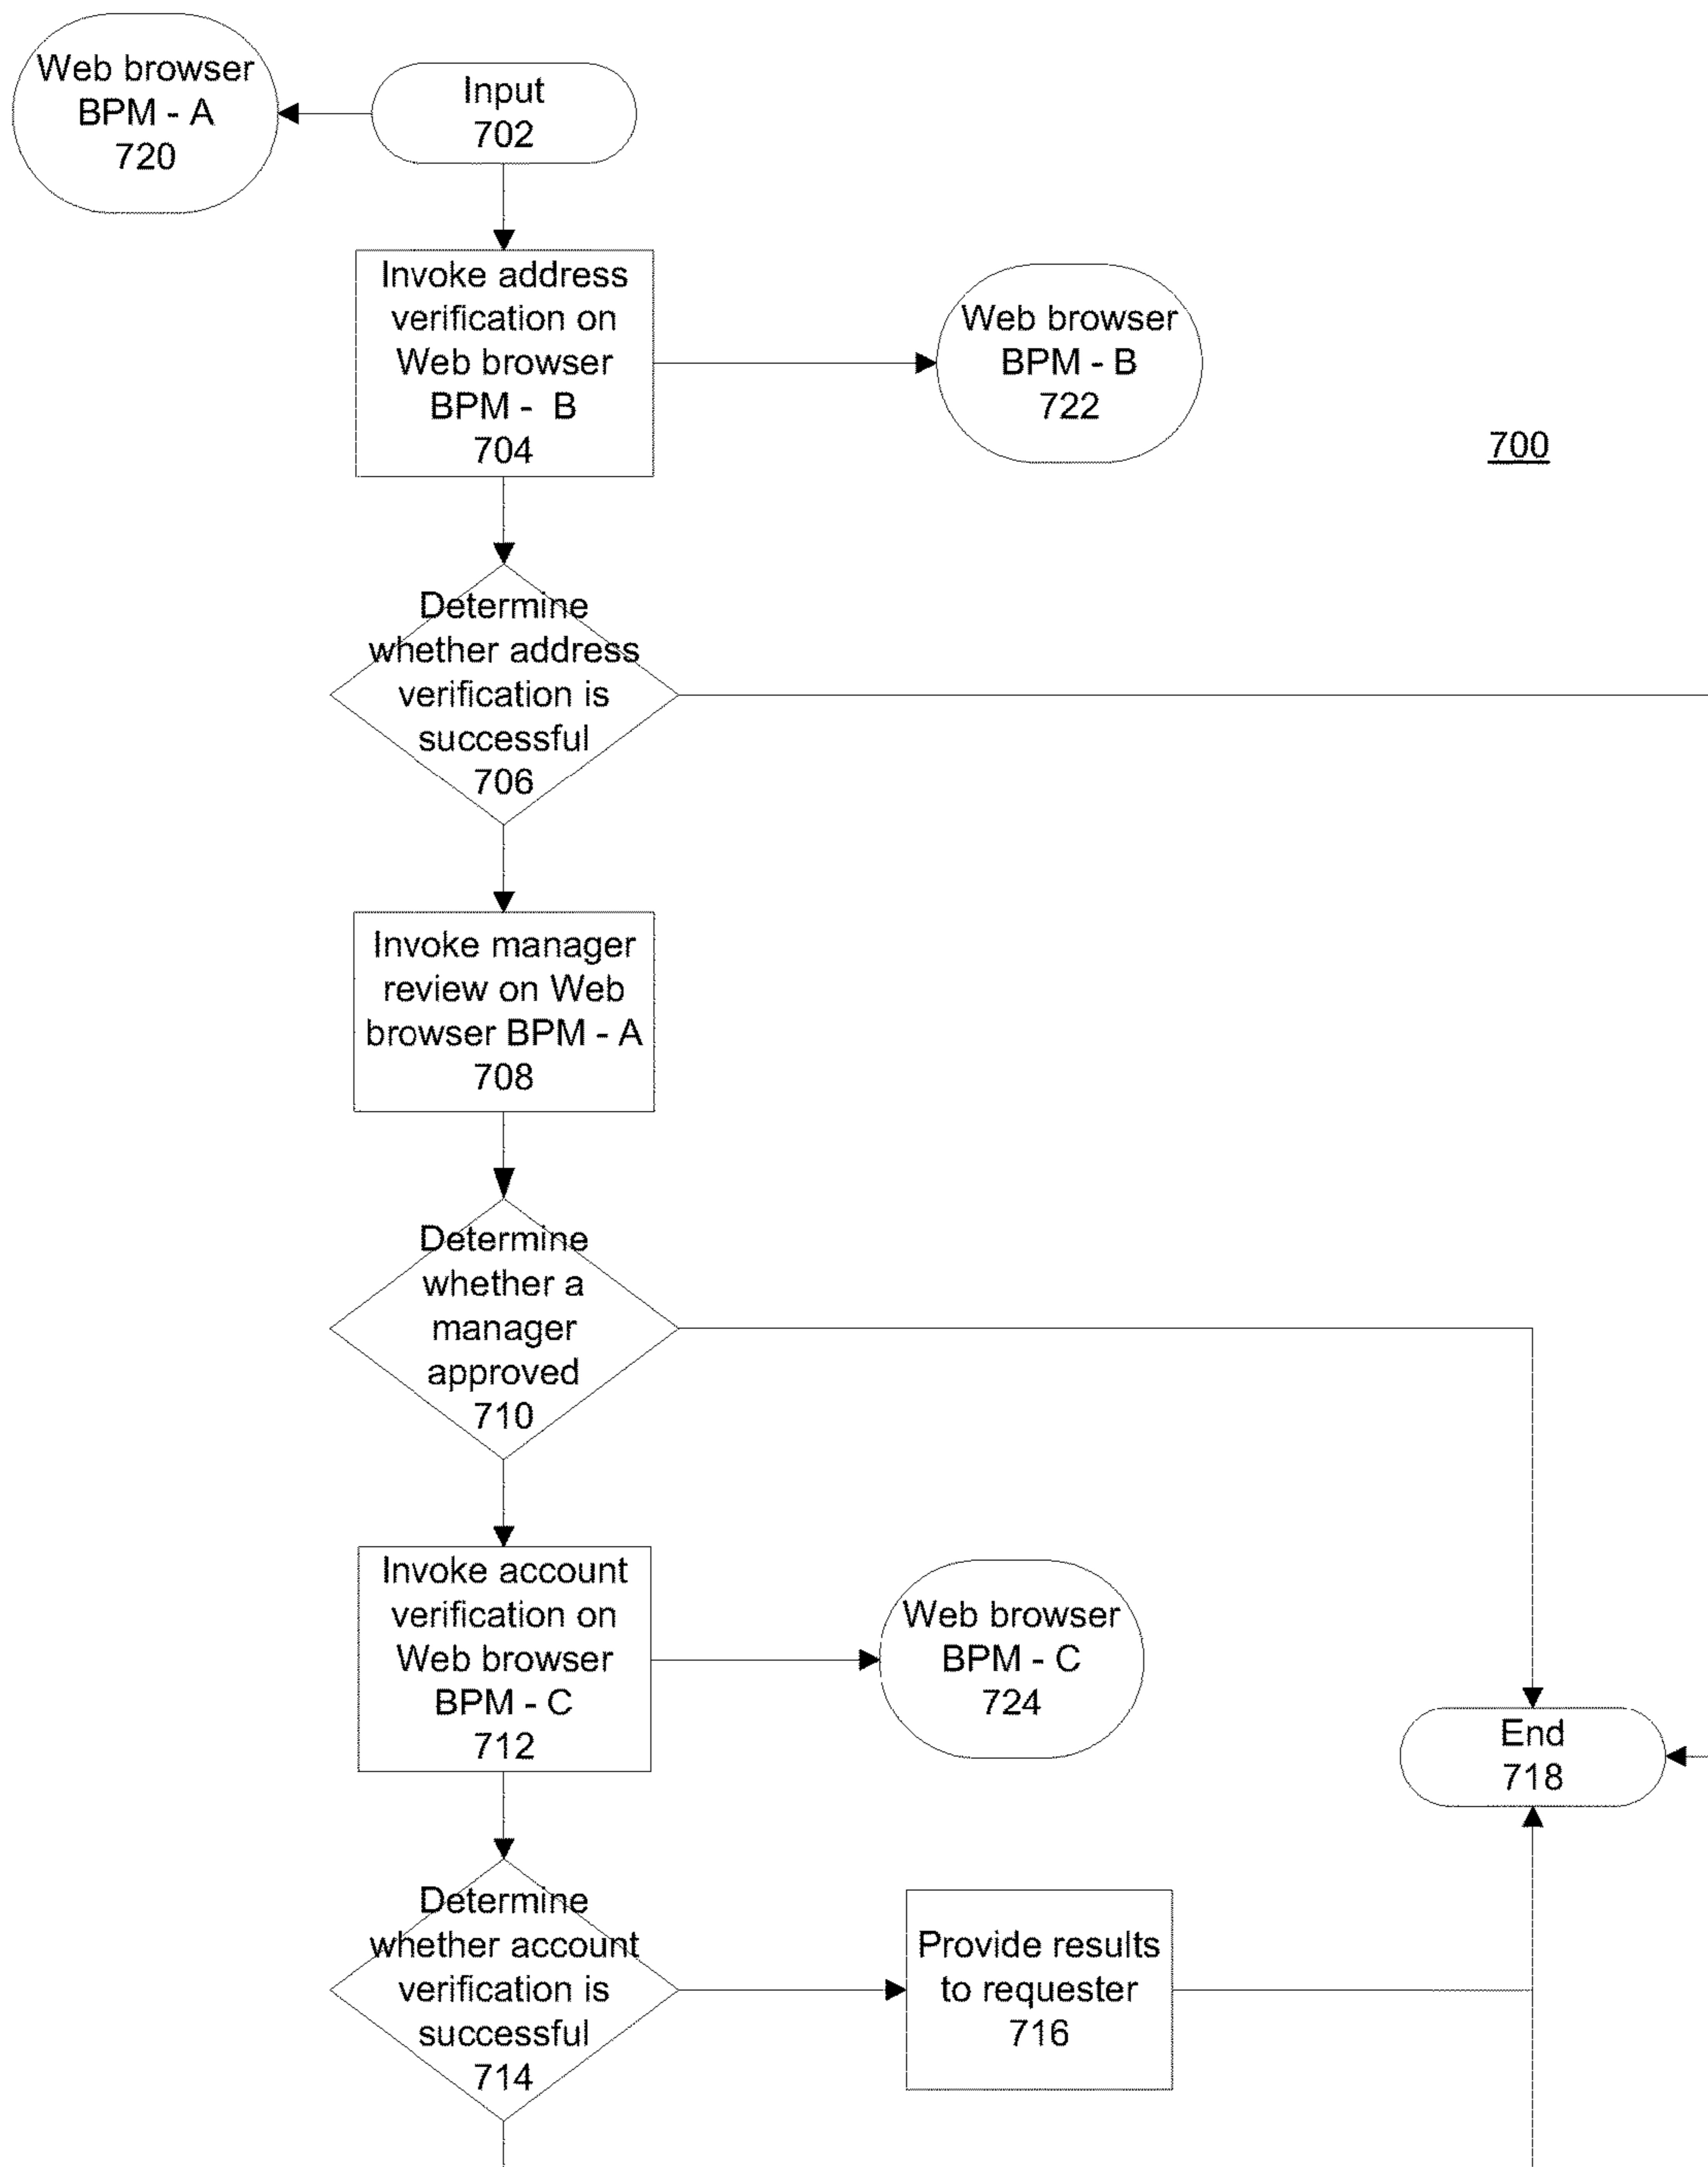 Web browser
BPM - A
720
Input
702
Invoke address
verification on
Web browser
BPM - B
704
Web browser
BPM - B
722
700
Determine
whether address
verification is
successful
706
Invoke manager
review on Web
browser BPM - A
708
Determine
whether a
manager
approved
710
Invoke account
verification on
Web browser
BPM - C
712
Web browser
BPM - C
724
End
718
Determine
whether account
verification is
successful
714
Provide results
to requester
716